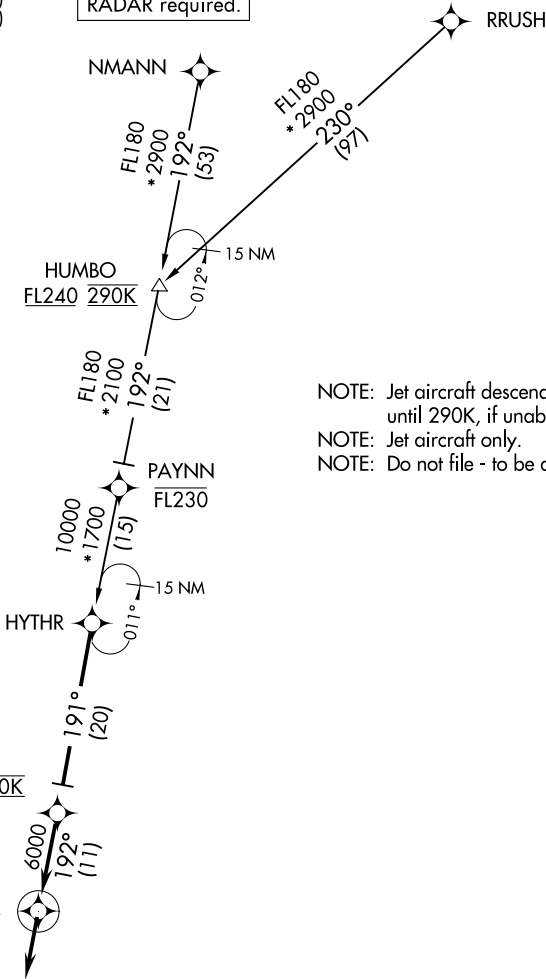 RADAR required.
RRUSH
NMANN
FL180
*2900
230°
(97)
FL180
*2900
192°
(53)
15 NM
012°
HUMBO
FL240 290K
FL180
*2100
192°
(21)
NOTE: Jet aircraft descend
until 290K, if unab
NOTE: Jet aircraft only.
NOTE: Do not file - to be a
PAYNN
FL230
10000
*1700
(15)
15 NM
011°
HYTHR
191°
(20)
0K
6000
192°
(11)